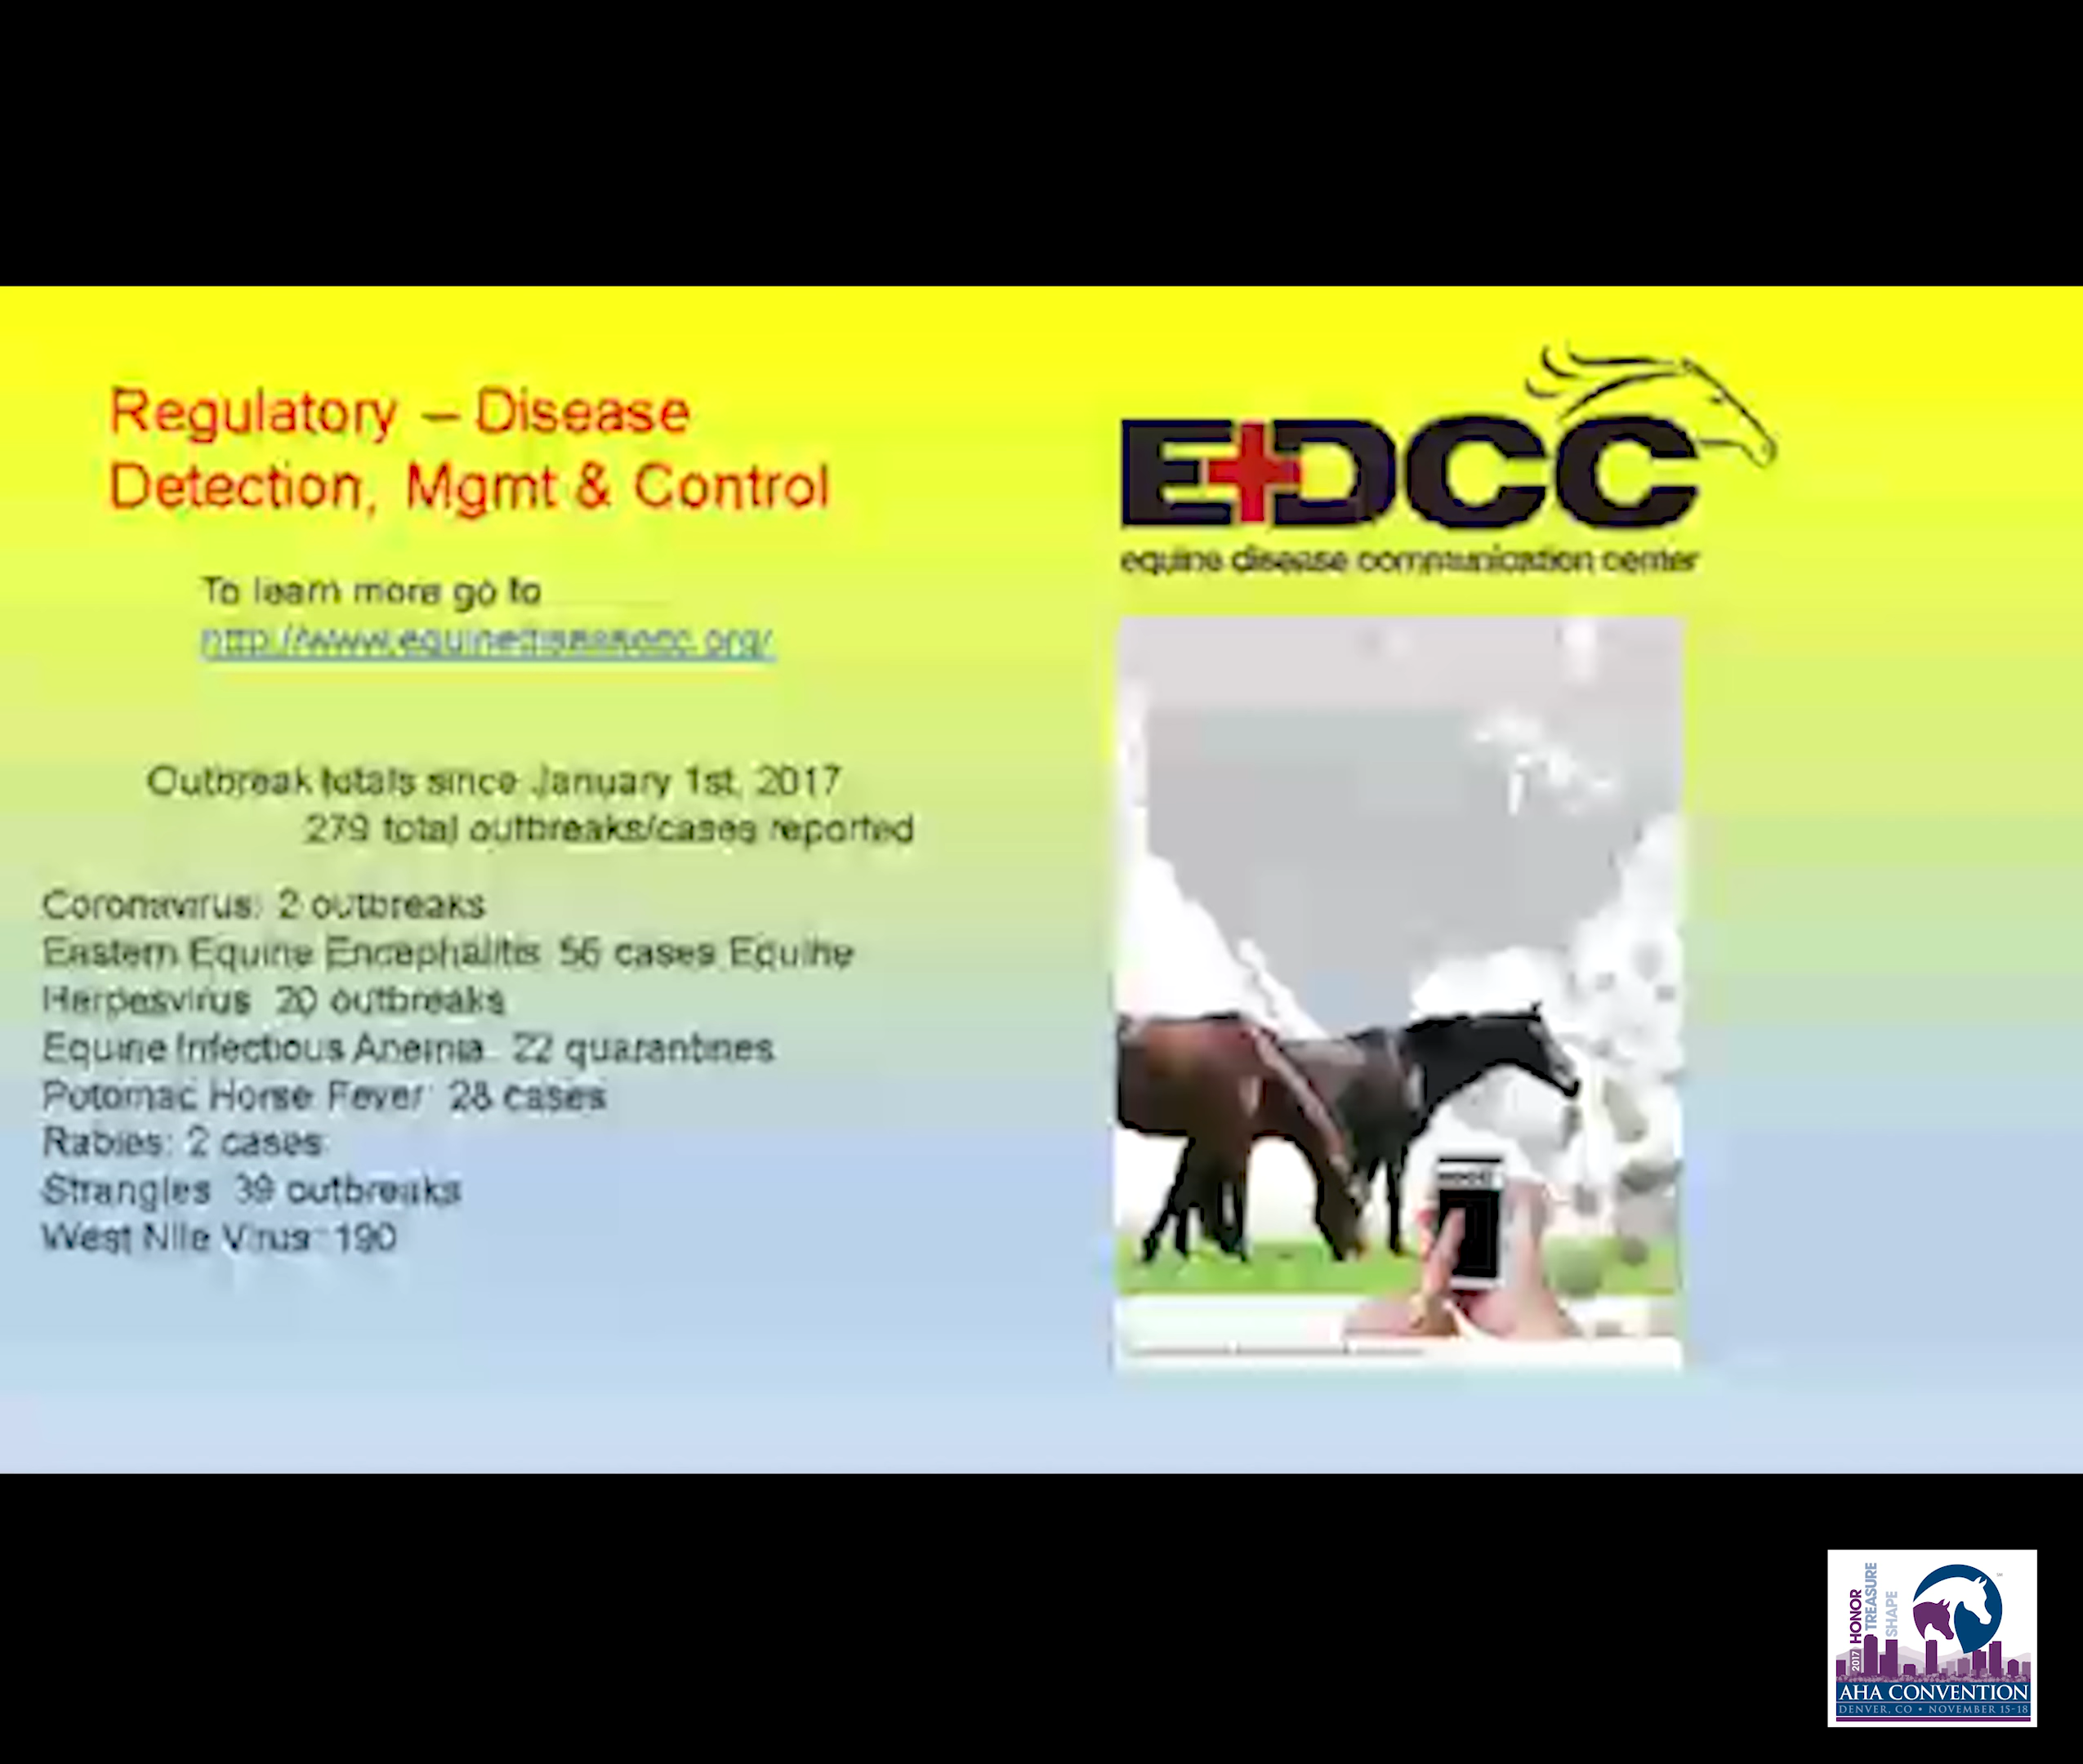 Regulatory – Disease
Detection, Mgmt & Control
To learn more go to
http://www.equinediseasecc.org/
Outbreak totals since January 1st, 2017
279 total outbreaks/cases reported
Coronavirus: 2 outbreaks
Eastern Equine Encephalitis: 56 cases Equine
Herpesvirus: 20 outbreaks
Equine Infectious Anemia: 22 quarantines
Potomac Horse Fever: 28 cases
Rabies: 2 cases
Strangles: 39 outbreaks
West Nile Virus: 190
E+DCC
equine disease communication center
2017 HONOR
TREASURE
SHAPE
AHA CONVENTION
DENVER, CO • NOVEMBER 15-18